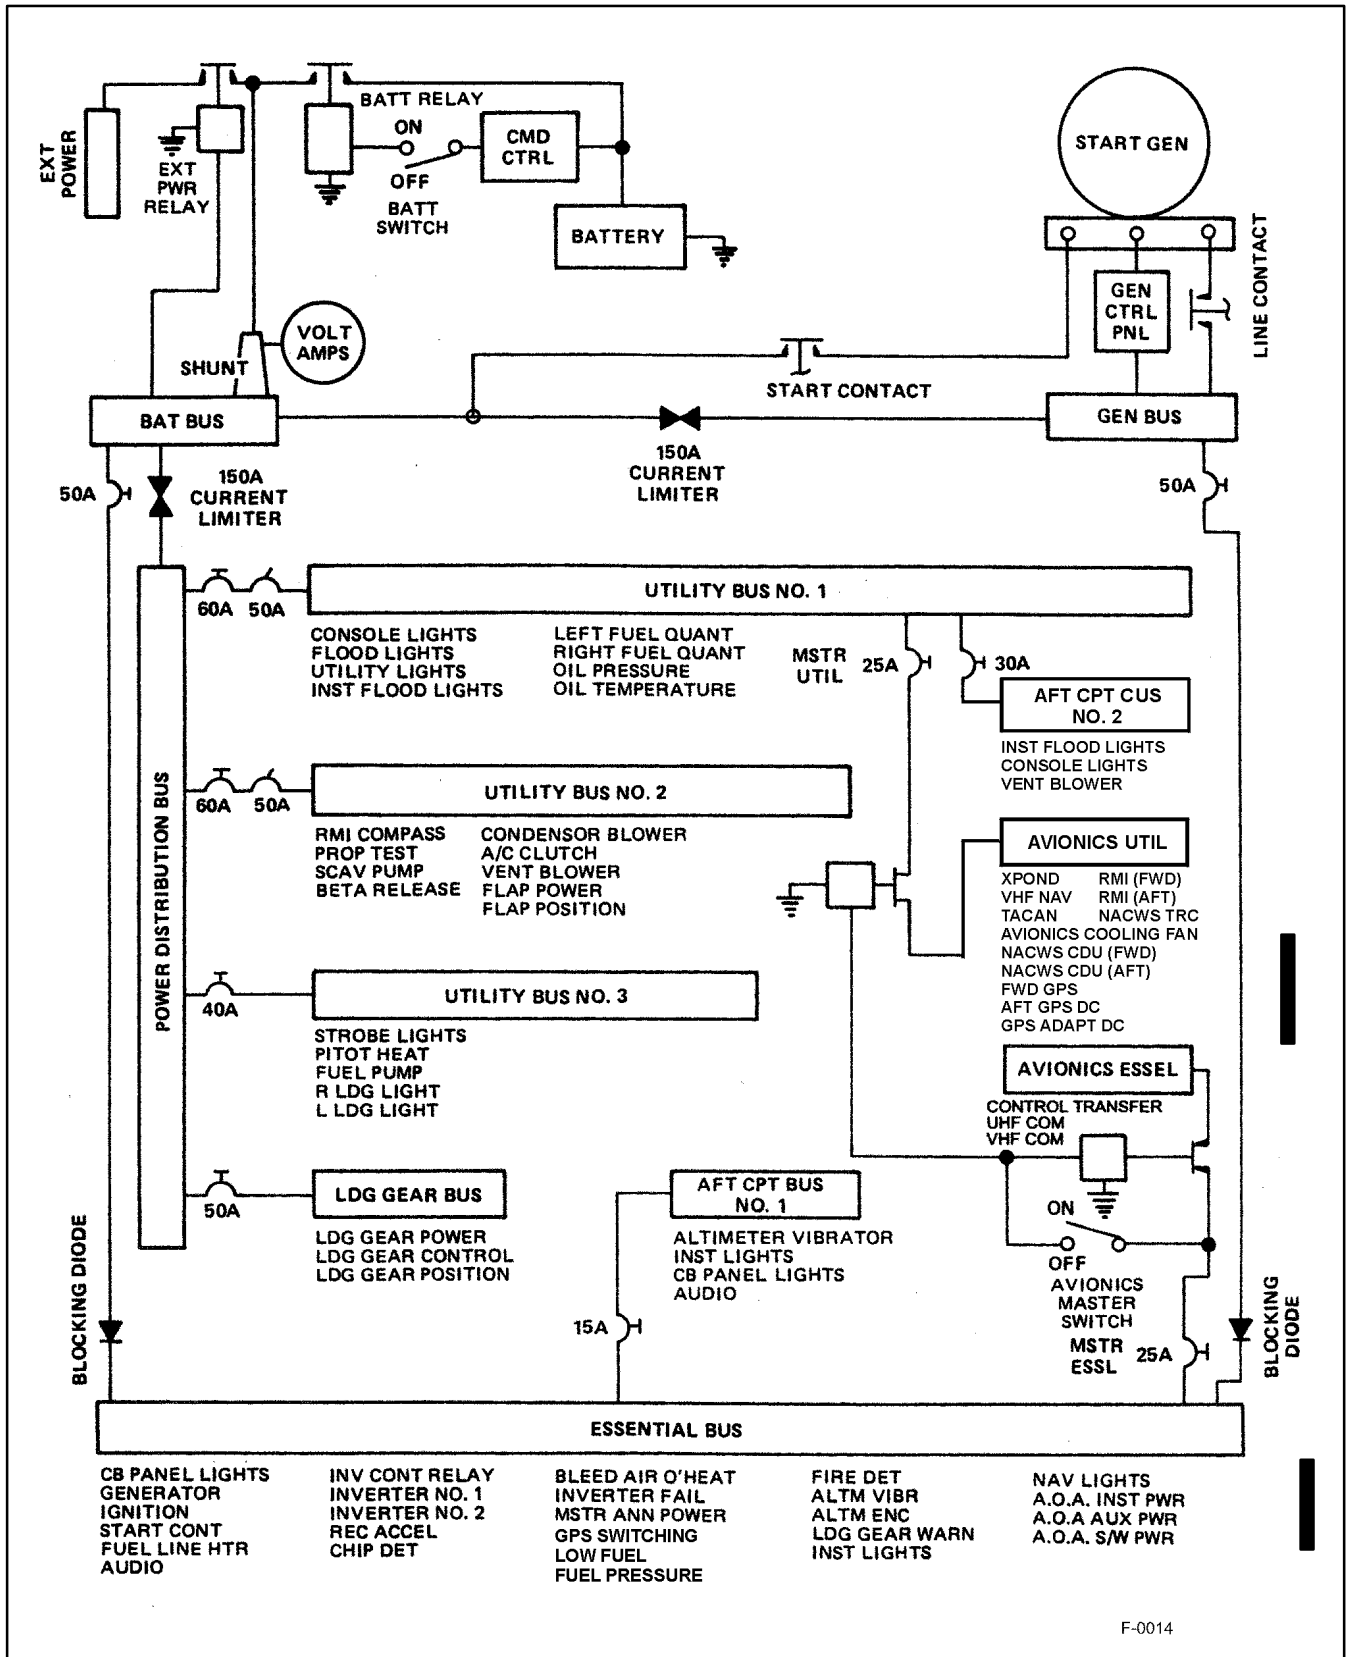 BATT RELAY
ON
OFF
BATT
SWITCH
CMD
CTRL
EXT
POWER
EXT
PWR
RELAY
BATTERY
START GEN
LINE CONTACT
GEN
CTRL
PNL
VOLT
AMPS
SHUNT
START CONTACT
BAT BUS
GEN BUS
150A
CURRENT
LIMITER
50A
150A
CURRENT
LIMITER
50A
POWER DISTRIBUTION BUS
60A 50A
UTILITY BUS NO. 1
CONSOLE LIGHTS LEFT FUEL QUANT
FLOOD LIGHTS RIGHT FUEL QUANT
UTILITY LIGHTS OIL PRESSURE
INST FLOOD LIGHTS OIL TEMPERATURE
MSTR
UTIL
25A
30A
AFT CPT CUS
NO. 2
INST FLOOD LIGHTS
CONSOLE LIGHTS
VENT BLOWER
60A 50A
UTILITY BUS NO. 2
RMI COMPASS CONDENSOR BLOWER
PROP TEST A/C CLUTCH
SCAV PUMP VENT BLOWER
BETA RELEASE FLAP POWER
FLAP POSITION
AVIONICS UTIL
XPOND RMI (FWD)
VHF NAV RMI (AFT)
TACAN NACWS TRC
AVIONICS COOLING FAN
NACWS CDU (FWD)
NACWS CDU (AFT)
FWD GPS
AFT GPS DC
GPS ADAPT DC
40A
UTILITY BUS NO. 3
STROBE LIGHTS
PITOT HEAT
FUEL PUMP
R LDG LIGHT
L LDG LIGHT
AVIONICS ESSEL
CONTROL TRANSFER
UHF COM
VHF COM
50A
LDG GEAR BUS
LDG GEAR POWER
LDG GEAR CONTROL
LDG GEAR POSITION
AFT CPT BUS
NO. 1
ALTIMETER VIBRATOR
INST LIGHTS
CB PANEL LIGHTS
AUDIO
ON
OFF
AVIONICS
MASTER
SWITCH
BLOCKING DIODE
15A
MSTR
ESSL
25A
BLOCKING
DIODE
ESSENTIAL BUS
CB PANEL LIGHTS
GENERATOR
IGNITION
START CONT
FUEL LINE HTR
AUDIO
INV CONT RELAY
INVERTER NO. 1
INVERTER NO. 2
REC ACCEL
CHIP DET
BLEED AIR O'HEAT
INVERTER FAIL
MSTR ANN POWER
GPS SWITCHING
LOW FUEL
FUEL PRESSURE
FIRE DET
ALTM VIBR
ALTM ENC
LDG GEAR WARN
INST LIGHTS
NAV LIGHTS
A.O.A. INST PWR
A.O.A AUX PWR
A.O.A. S/W PWR
F-0014